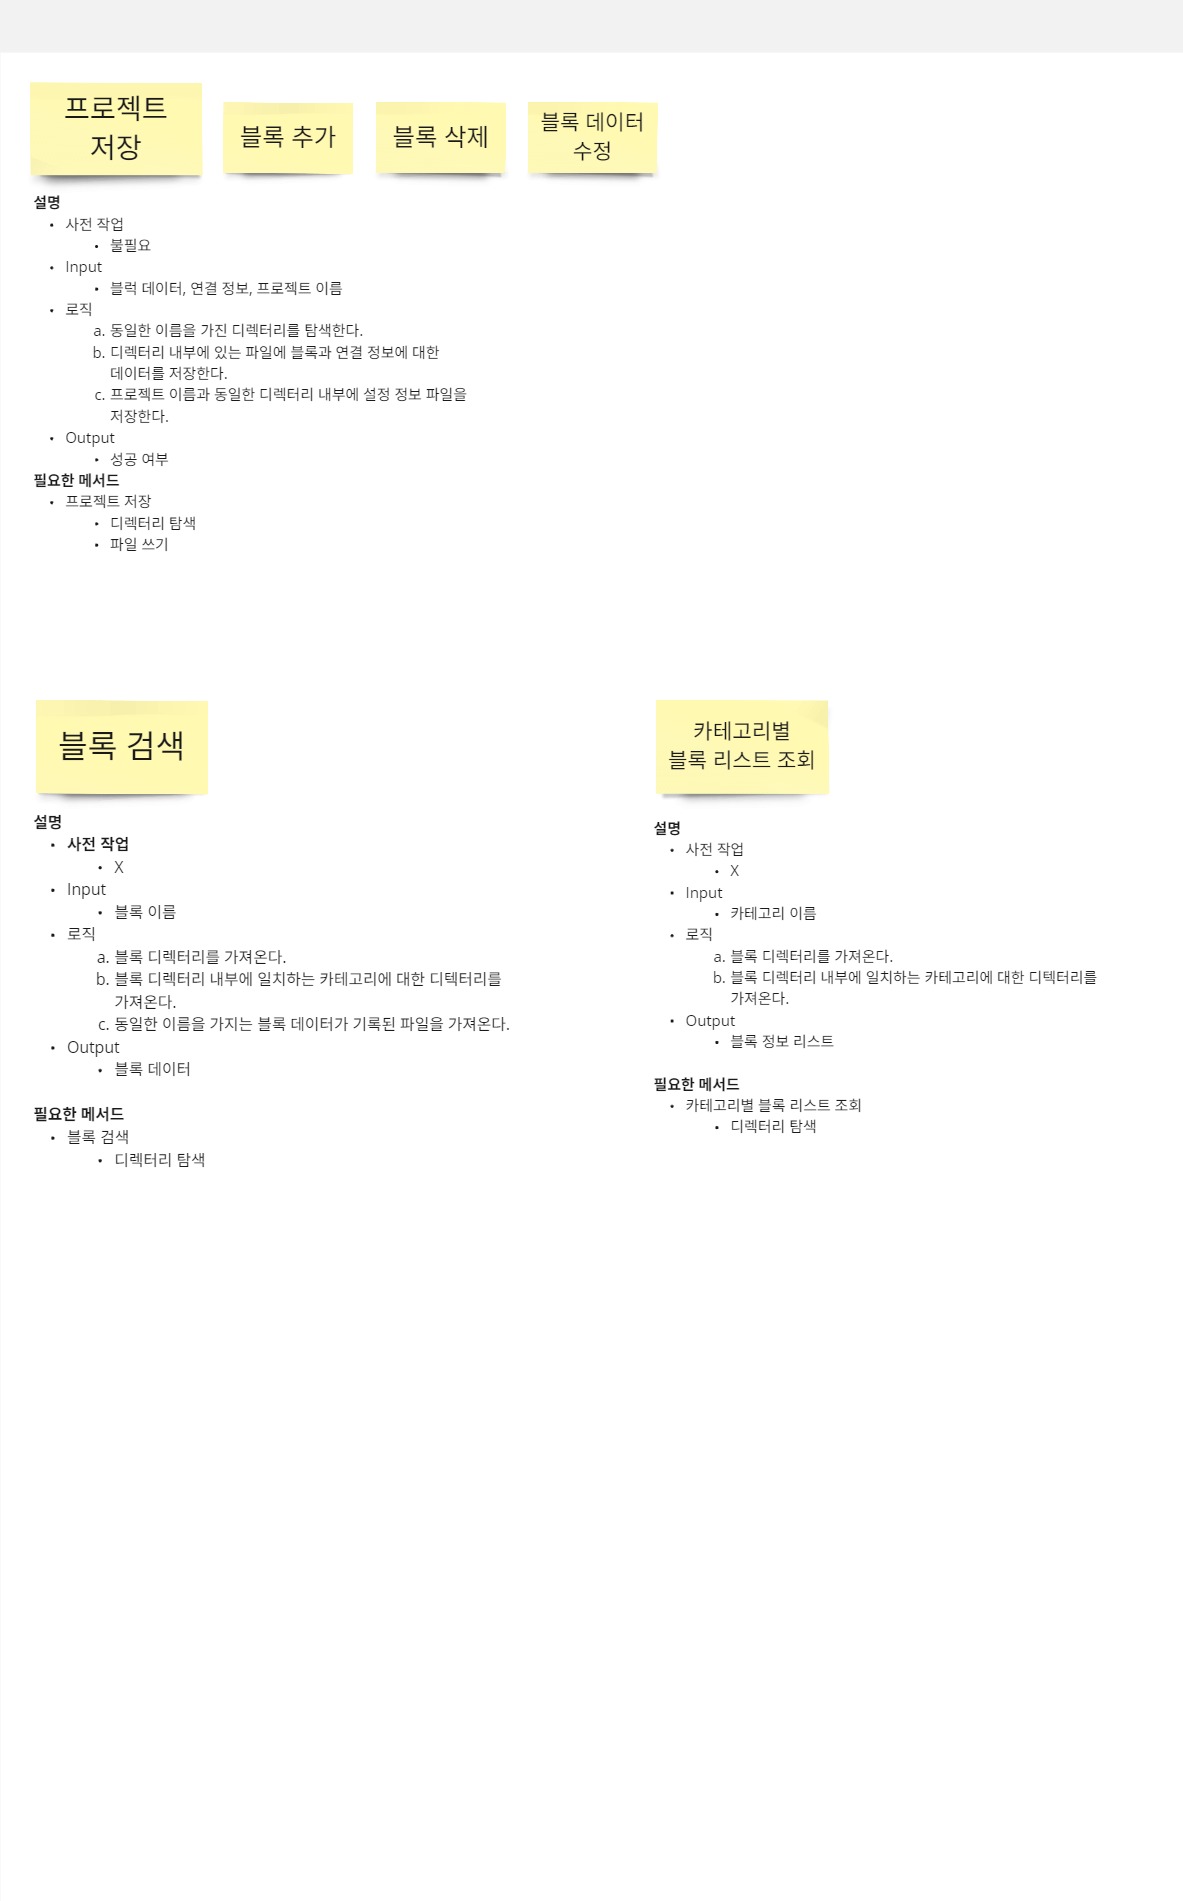 프로젝트
저장
블록 추가
블록 삭제
블록 데이터
수정
설명
• 사전 작업
• 불필요
• Input
• 블럭 데이터, 연결 정보, 프로젝트 이름
• 로직
a. 동일한 이름을 가진 디렉터리를 탐색한다.
b. 디렉터리 내부에 있는 파일에 블록과 연결 정보에 대한
데이터를 저장한다.
c. 프로젝트 이름과 동일한 디렉터리 내부에 설정 정보 파일을
저장한다.
• Output
• 성공 여부
필요한 메서드
• 프로젝트 저장
• 디렉터리 탐색
• 파일 쓰기
블록 검색
설명
• 사전 작업
• X
• Input
• 블록 이름
• 로직
a. 블록 디렉터리를 가져온다.
b. 블록 디렉터리 내부에 일치하는 카테고리에 대한 디텍터리를
가져온다.
c. 동일한 이름을 가지는 블록 데이터가 기록된 파일을 가져온다.
• Output
• 블록 데이터
필요한 메서드
• 블록 검색
• 디렉터리 탐색
카테고리별
블록 리스트 조회
설명
• 사전 작업
• X
• Input
• 카테고리 이름
• 로직
a. 블록 디렉터리를 가져온다.
b. 블록 디렉터리 내부에 일치하는 카테고리에 대한 디텍터리를
가져온다.
• Output
• 블록 정보 리스트
필요한 메서드
• 카테고리별 블록 리스트 조회
• 디렉터리 탐색